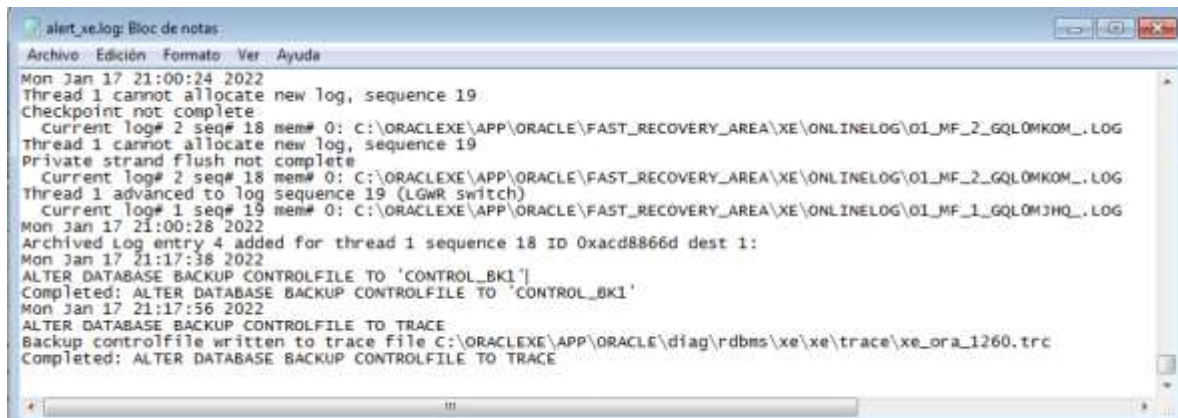 alert_xe.log: Bloc de notas
Archivo Edición Formato Ver Ayuda
Mon Jan 17 21:00:24 2022
Thread 1 cannot allocate new log, sequence 19
Checkpoint not complete
Current log# 2 seq# 18 mem# 0: C:\ORACLEXE\APP\ORACLE\FAST_RECOVERY_AREA\XE\ONLINELOG\O1_MF_2_GQL0MKOM_.LOG
Thread 1 cannot allocate new log, sequence 19
Private strand flush not complete
Current log# 2 seq# 18 mem# 0: C:\ORACLEXE\APP\ORACLE\FAST_RECOVERY_AREA\XE\ONLINELOG\O1_MF_2_GQL0MKOM_.LOG
Thread 1 advanced to log sequence 19 (LGWR switch)
Current log# 1 seq# 19 mem# 0: C:\ORACLEXE\APP\ORACLE\FAST_RECOVERY_AREA\XE\ONLINELOG\O1_MF_1_GQL0MJHQ_.LOG
Mon Jan 17 21:00:28 2022
Archived Log entry 4 added for thread 1 sequence 18 ID 0xacd8866d dest 1:
Mon Jan 17 21:17:38 2022
ALTER DATABASE BACKUP CONTROLFILE TO 'CONTROL_BK1'
Completed: ALTER DATABASE BACKUP CONTROLFILE TO 'CONTROL_BK1'
Mon Jan 17 21:17:56 2022
ALTER DATABASE BACKUP CONTROLFILE TO TRACE
Backup controlfile written to trace file C:\ORACLEXE\APP\ORACLE\diag\rdbms\xe\xe\trace\xe_ora_1260.trc
Completed: ALTER DATABASE BACKUP CONTROLFILE TO TRACE